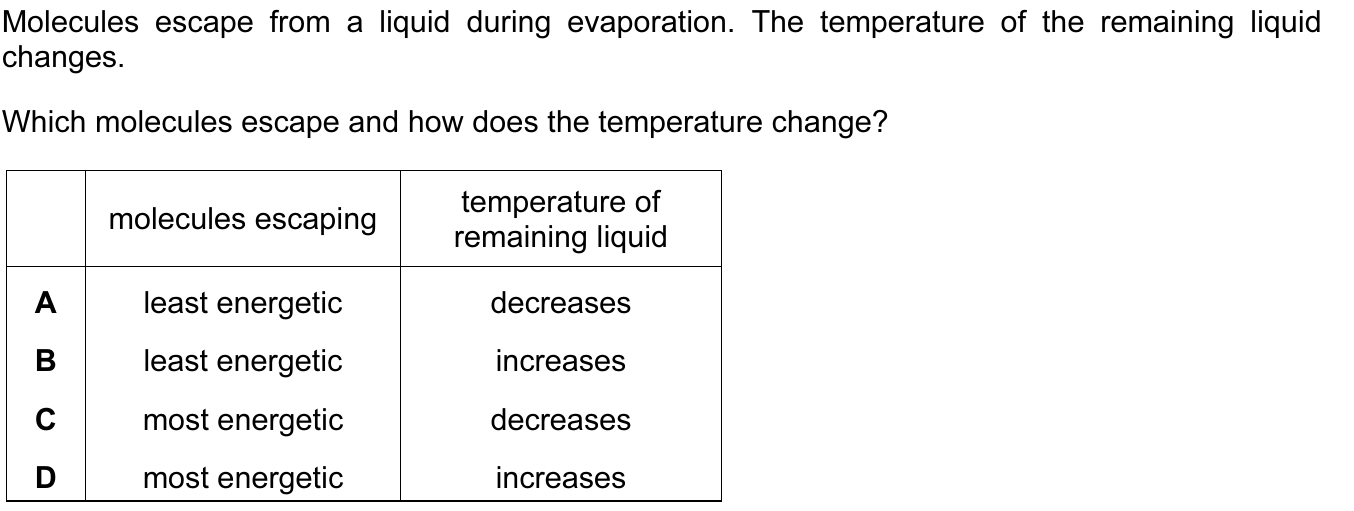 Molecules escape from a liquid during evaporation. The temperature of the remaining liquid
changes.
Which molecules escape and how does the temperature change?
molecules escaping
temperature of
remaining liquid
A least energetic decreases
B least energetic increases
C most energetic decreases
D most energetic increases